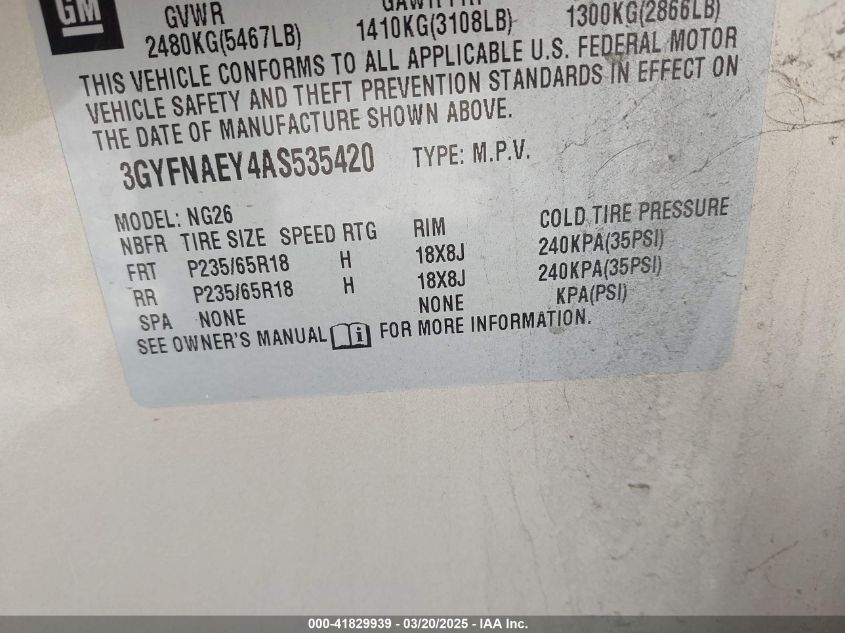 GM
GVWR GAWR FRT
2480KG(5467LB) 1410KG(3108LB) 1300KG(2866LB)
THIS VEHICLE CONFORMS TO ALL APPLICABLE U.S. FEDERAL MOTOR
VEHICLE SAFETY AND THEFT PREVENTION STANDARDS IN EFFECT ON
THE DATE OF MANUFACTURE SHOWN ABOVE.
3GYFNAEY4AS535420 TYPE: M.P.V.
MODEL: NG26
NBFR TIRE SIZE SPEED RTG RIM COLD TIRE PRESSURE
FRT P235/65R18 H 18X8J 240KPA(35PSI)
RR P235/65R18 H 18X8J 240KPA(35PSI)
SPA NONE NONE KPA(PSI)
SEE OWNER'S MANUAL i FOR MORE INFORMATION.
000-41829939 - 03/20/2025 - IAA Inc.